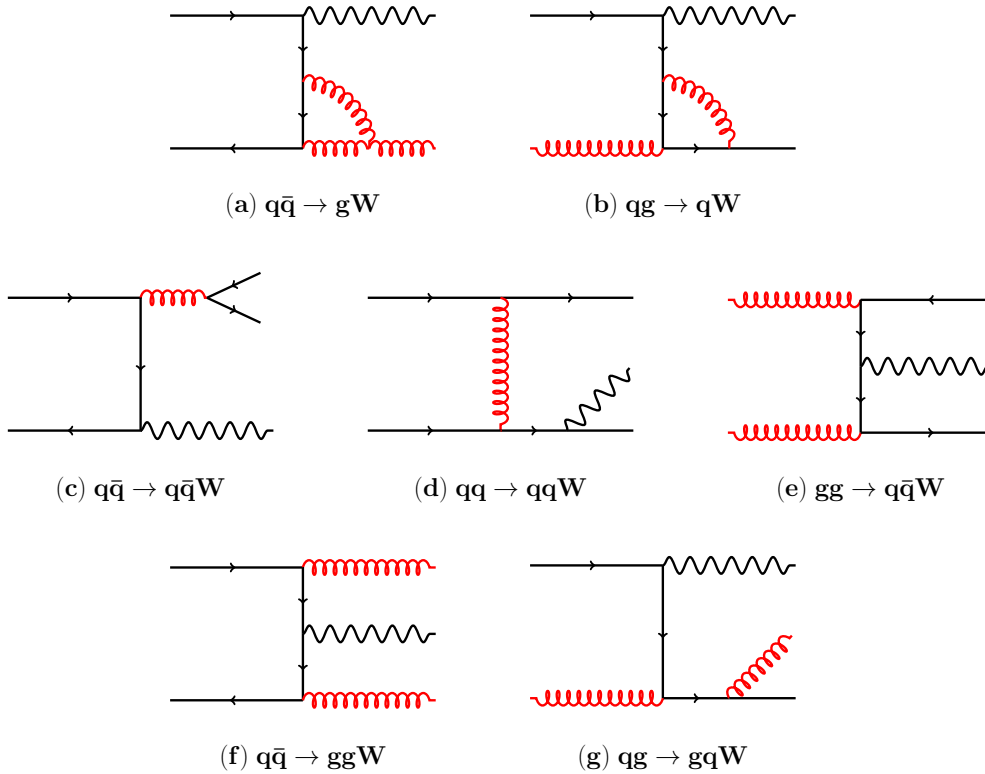 (a) qq̄ → gW
(b) qg → qW
(c) qq̄ → qq̄W
(d) qq → qqW
(e) gg → qq̄W
(f) qq̄ → ggW
(g) qg → gqW